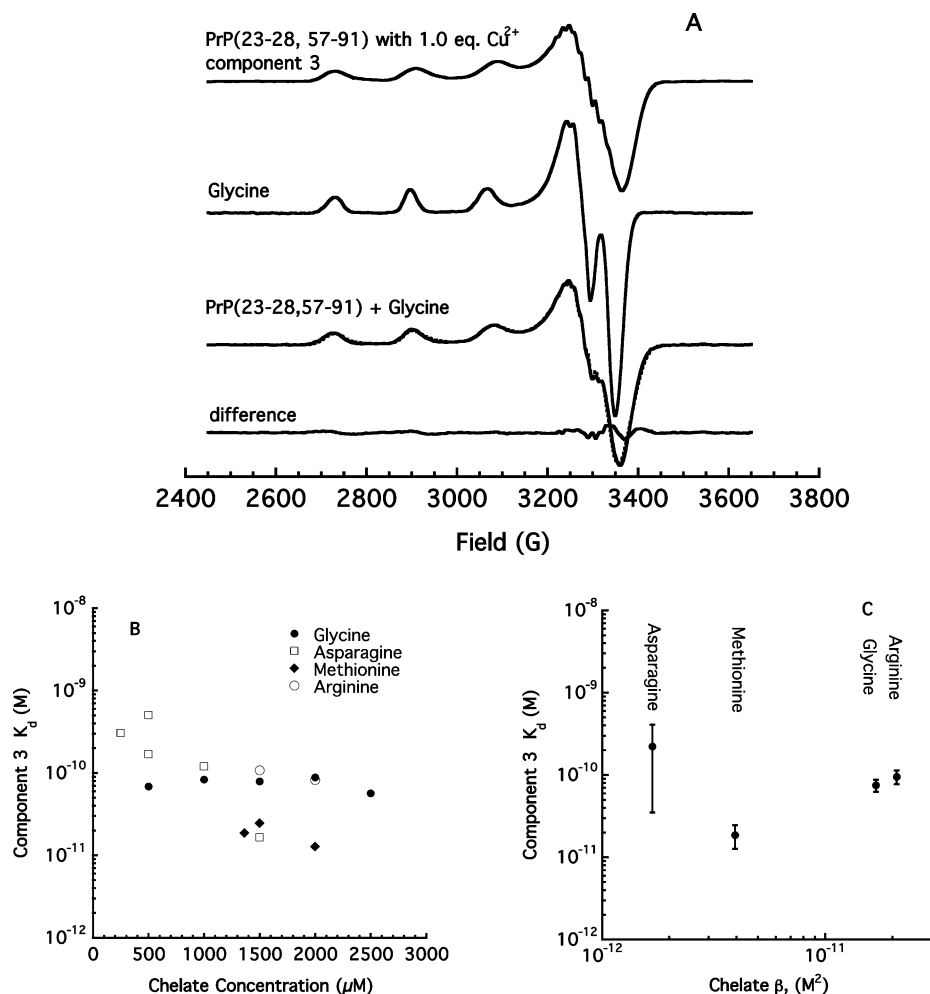 A
PrP(23-28, 57-91) with 1.0 eq. Cu2+
component 3
Glycine
PrP(23-28,57-91) + Glycine
difference
2400 2600 2800 3000 3200 3400 3600 3800
Field (G)
B
Glycine
Asparagine
Methionine
Arginine
10-8
10-9
10-10
10-11
10-12
Component 3 Kd (M)
0 500 1000 1500 2000 2500 3000
Chelate Concentration (µM)
C
Asparagine
Methionine
Glycine
Arginine
10-8
10-9
10-10
10-11
10-12
Component 3 Kd (M)
10-12 10-11
Chelate β, (M2)